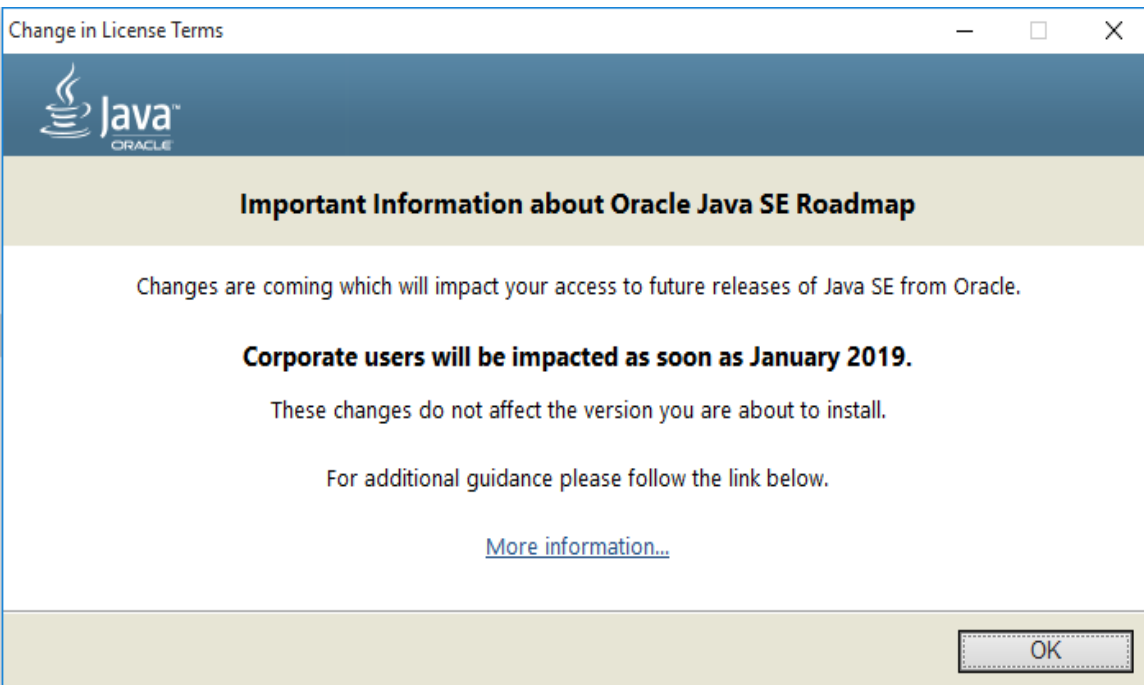 Change in License Terms
Java™
ORACLE
Important Information about Oracle Java SE Roadmap
Changes are coming which will impact your access to future releases of Java SE from Oracle.
Corporate users will be impacted as soon as January 2019.
These changes do not affect the version you are about to install.
For additional guidance please follow the link below.
More information...
OK